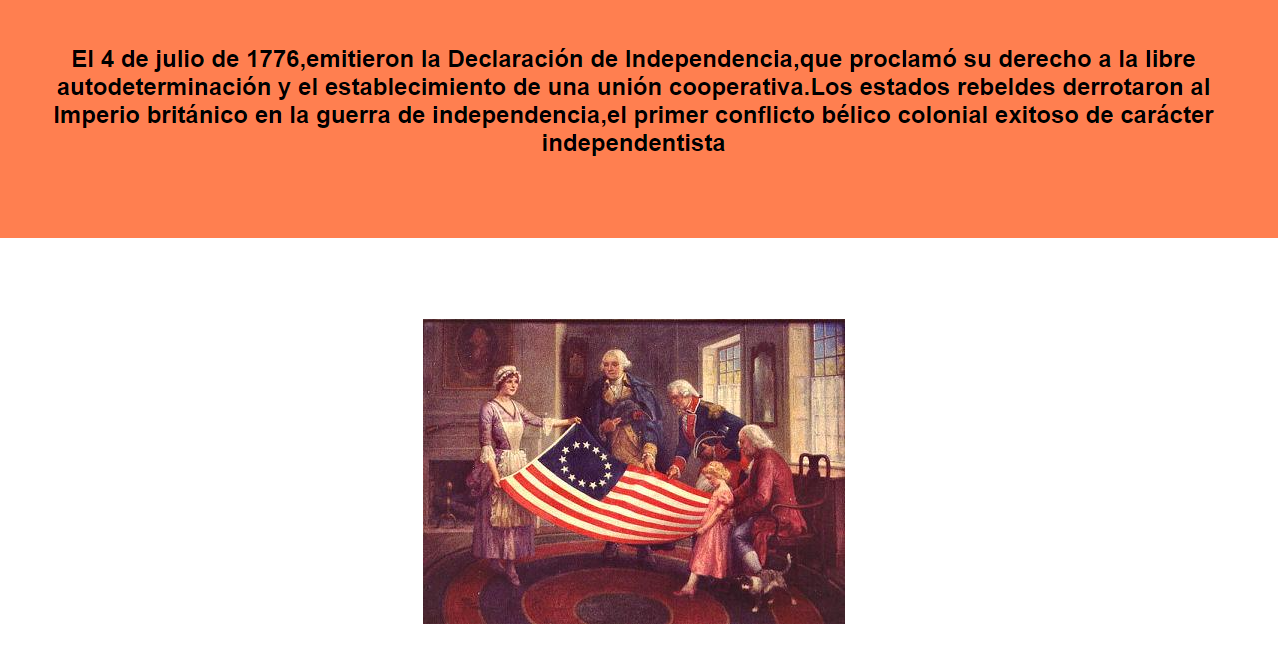 El 4 de julio de 1776,emitieron la Declaración de Independencia,que proclamó su derecho a la libre
autodeterminación y el establecimiento de una unión cooperativa.Los estados rebeldes derrotaron al
Imperio británico en la guerra de independencia,el primer conflicto bélico colonial exitoso de carácter
independentista